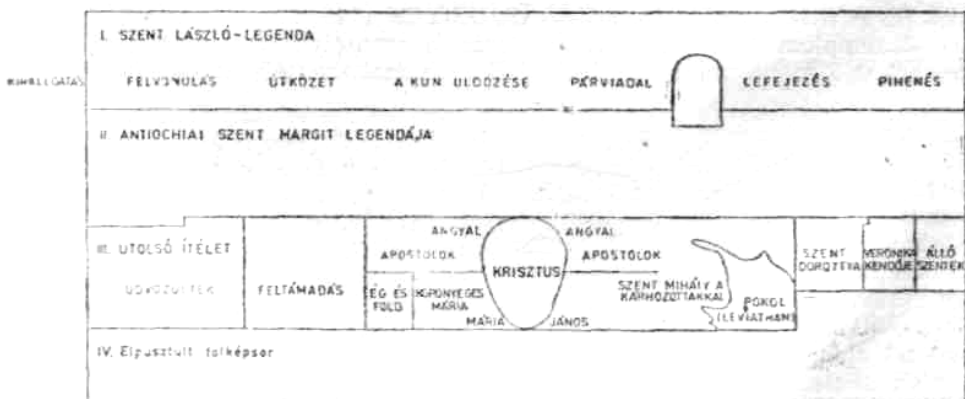 I. SZENT LÁSZLÓ-LEGENDA
KIHALLGATÁS FELVONULÁS ÜTKÖZET A KUN ÜLDÖZÉSE PÁRVIADAL LEFEJEZÉS PIHENÉS
II. ANTIOCHIAI SZENT MARGIT LEGENDÁJA
III. UTOLSÓ ÍTÉLET
ÜDVÖZÜLTEK
FELTÁMADÁS
ANGYAL
APOSTOLOK
ÉG ÉS
FÖLD
KÖPÖNYEGES
MÁRIA
MÁRIA
KRISZTUS
JÁNOS
ANGYAL
APOSTOLOK
SZENT MIHÁLY A
KÁRHOZOTTAKKAL
POKOL
(LEVIATHAN)
SZENT
DOROTTYA
VERONIKA
KENDŐJE
ÁLLÓ
SZENTEK
IV. Elpusztult falképsor